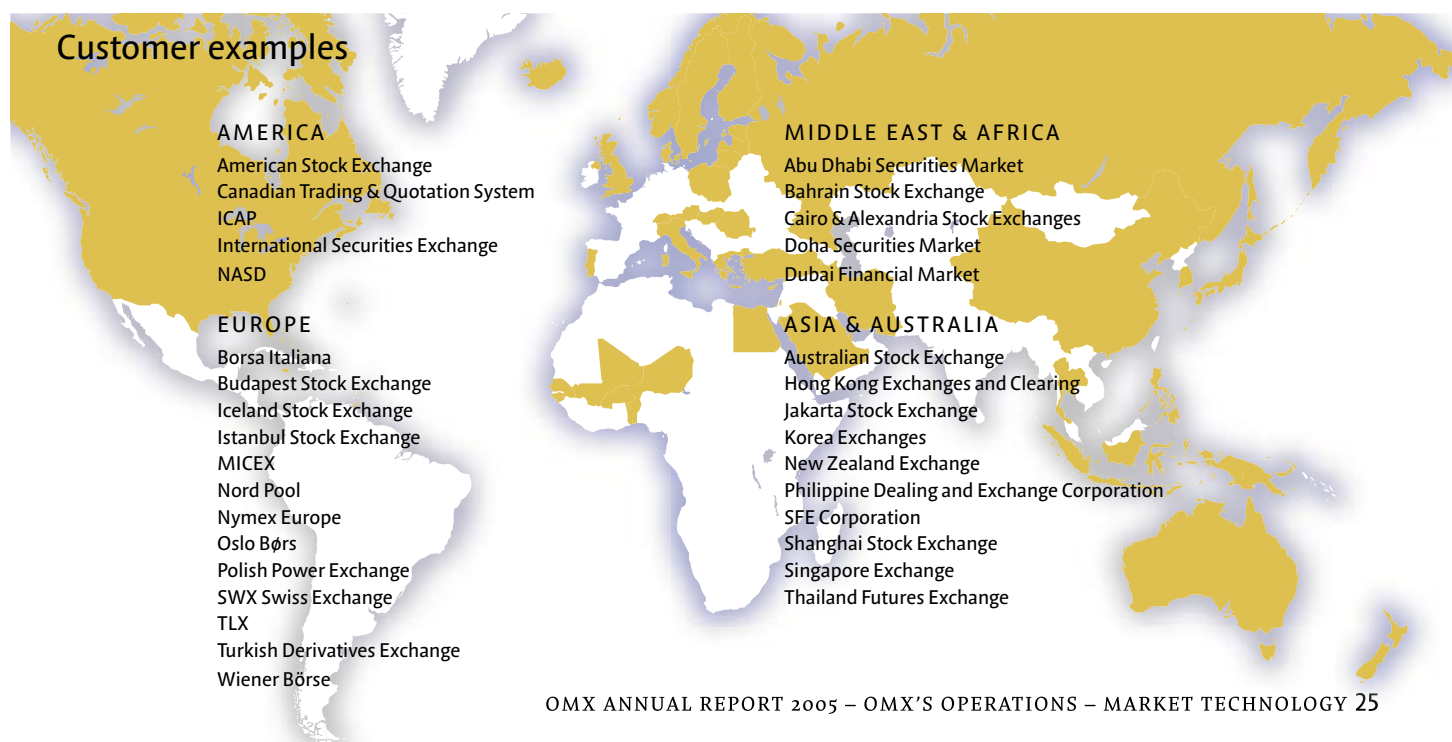 Customer examples
AMERICA
American Stock Exchange
Canadian Trading & Quotation System
ICAP
International Securities Exchange
NASD
EUROPE
Borsa Italiana
Budapest Stock Exchange
Iceland Stock Exchange
Istanbul Stock Exchange
MICEX
Nord Pool
Nymex Europe
Oslo Børs
Polish Power Exchange
SWX Swiss Exchange
TLX
Turkish Derivatives Exchange
Wiener Börse
MIDDLE EAST & AFRICA
Abu Dhabi Securities Market
Bahrain Stock Exchange
Cairo & Alexandria Stock Exchanges
Doha Securities Market
Dubai Financial Market
ASIA & AUSTRALIA
Australian Stock Exchange
Hong Kong Exchanges and Clearing
Jakarta Stock Exchange
Korea Exchanges
New Zealand Exchange
Philippine Dealing and Exchange Corporation
SFE Corporation
Shanghai Stock Exchange
Singapore Exchange
Thailand Futures Exchange
OMX ANNUAL REPORT 2005 – OMX'S OPERATIONS – MARKET TECHNOLOGY 25